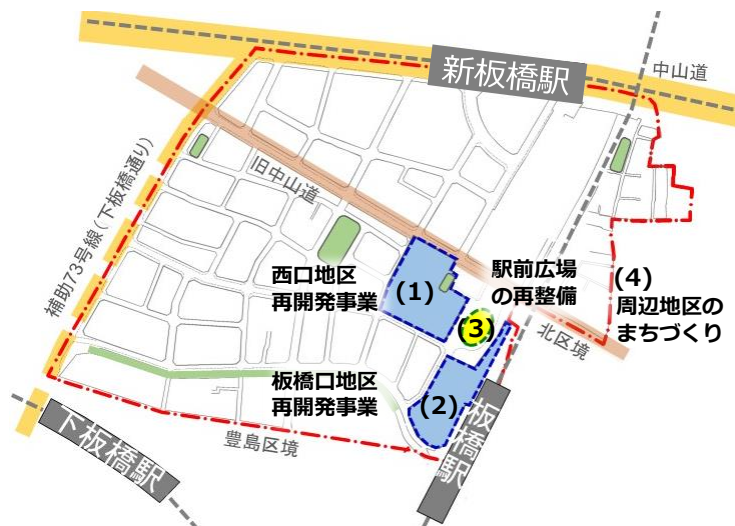 新板橋駅
中山道
補助73号線(下板橋通り)
旧中山道
西口地区
再開発事業
(1)
駅前広場
の再整備
(3)
(4)
周辺地区の
まちづくり
北区境
板橋口地区
再開発事業
(2)
板橋駅
豊島区境
下板橋駅